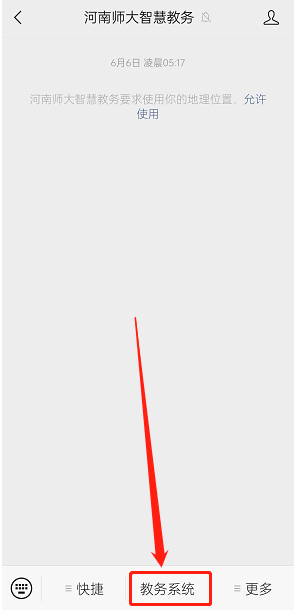 河南师大智慧教务
6月6日 凌晨05:17
河南师大智慧教务要求使用你的地理位置，允许
使用
快捷
教务系统
更多